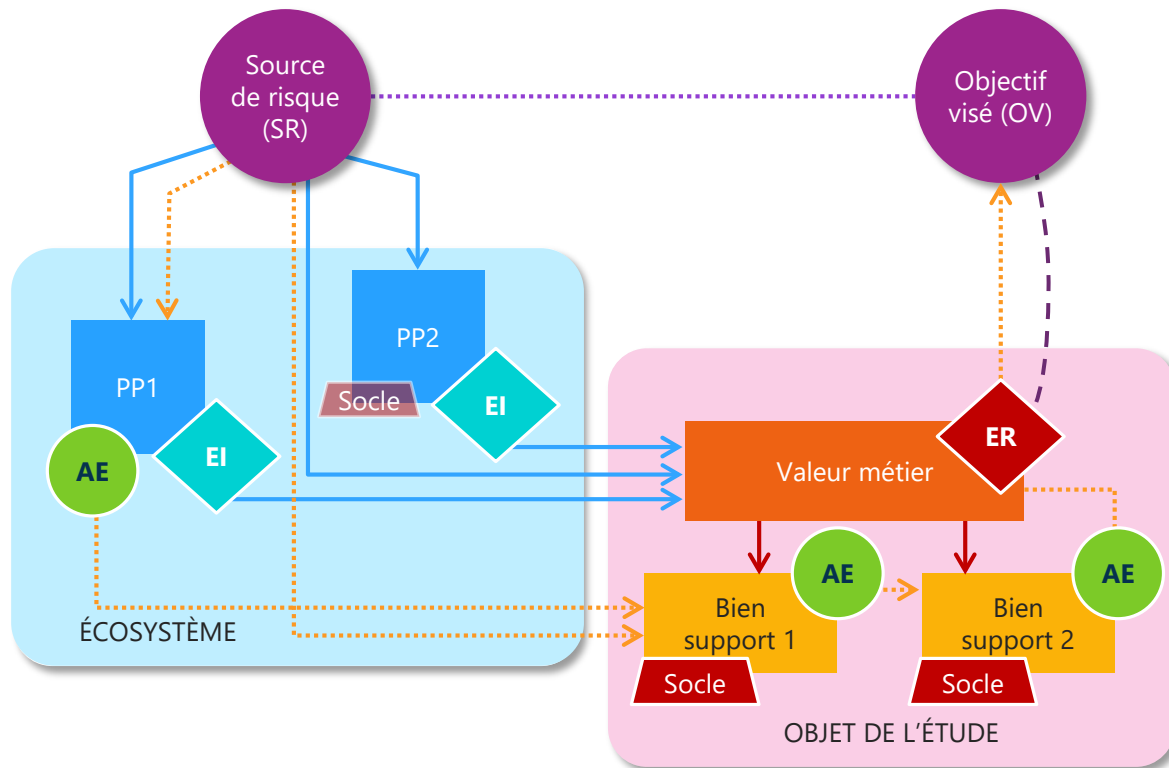 Source
de risque
(SR)
Objectif
visé (OV)
PP1
PP2
Socle
EI
EI
AE
ÉCOSYSTÈME
ER
Valeur métier
AE
AE
Bien
support 1
Bien
support 2
Socle
Socle
OBJET DE L’ÉTUDE